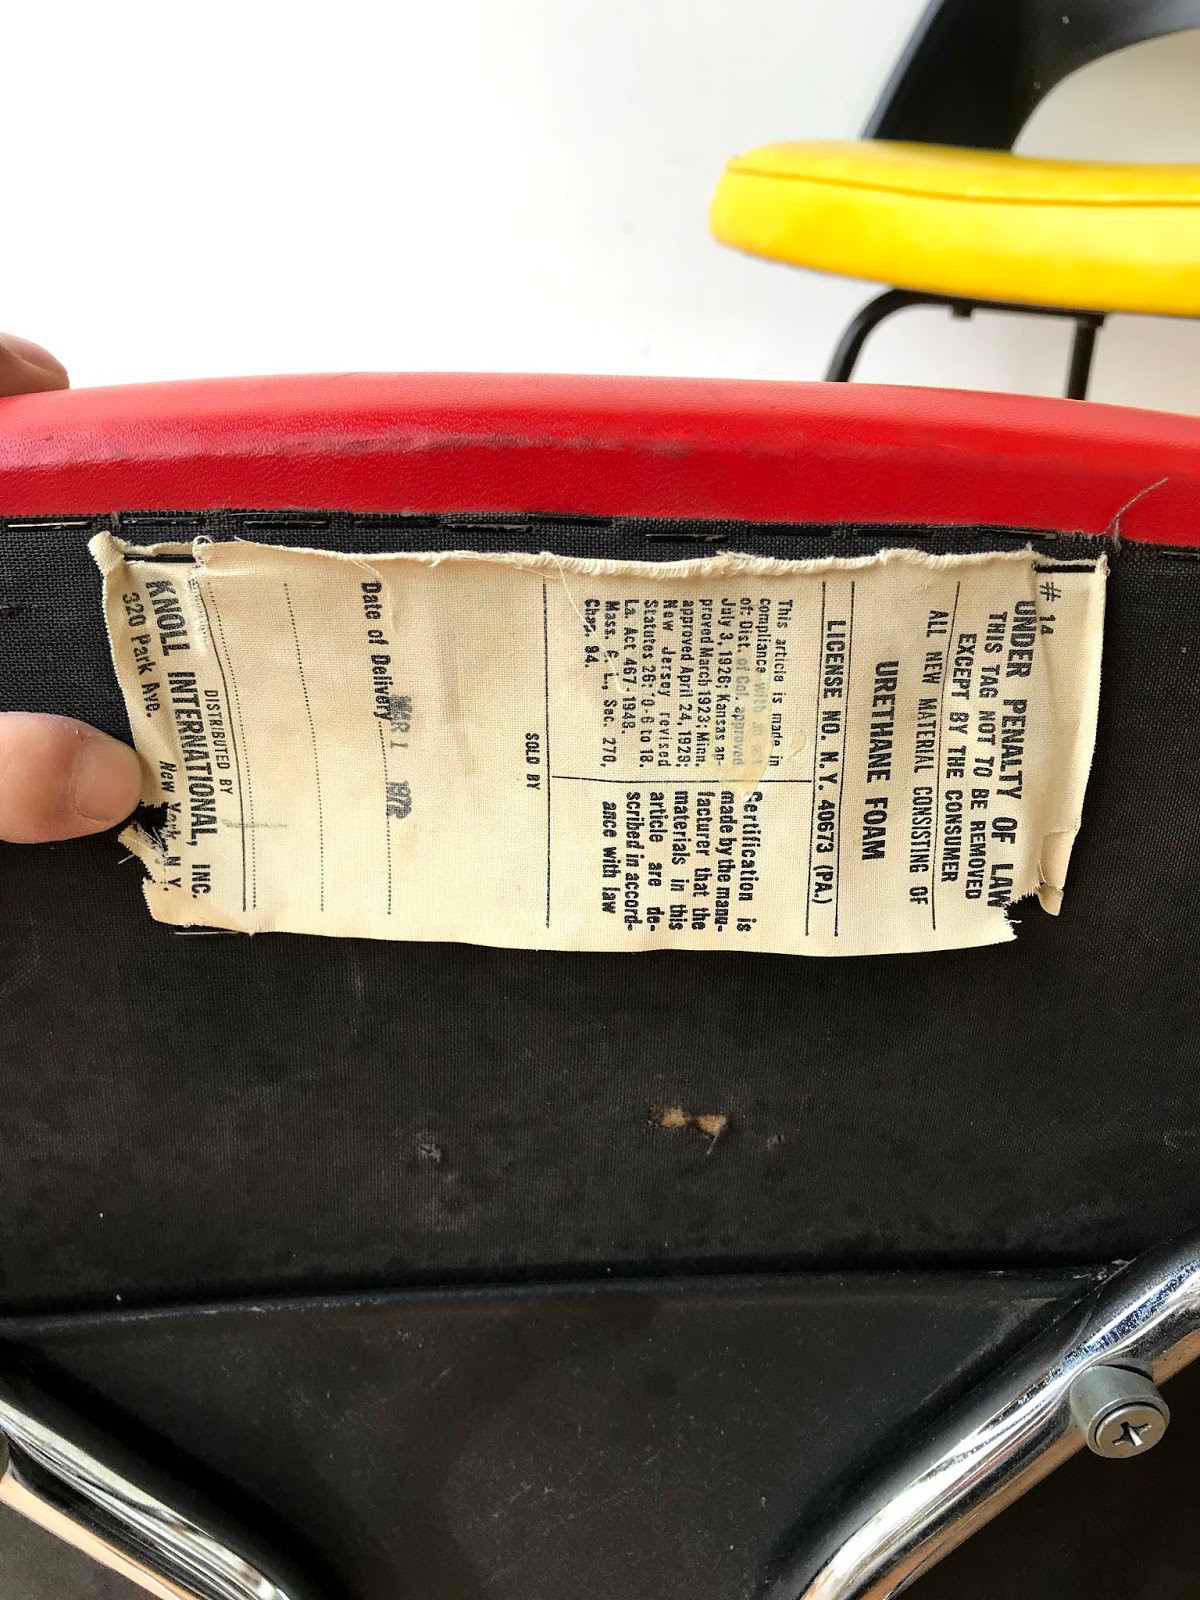 # 14
UNDER PENALTY OF LAW
THIS TAG NOT TO BE REMOVED
EXCEPT BY THE CONSUMER
ALL NEW MATERIAL CONSISTING OF
URETHANE FOAM
LICENSE NO. N. Y. 40673 (PA.)
This article is made in
compliance with an act
of: Dist. of Col. approved
July 3, 1926; Kansas ap-
proved March 1923; Minn.
approved April 24, 1929;
New Jersey revised
Statutes 26: 0-6 to 18.
La. Act 467, 1948.
Mass. G. L., Sec. 270,
Chap. 94.
Certification is
made by the manu-
facturer that the
materials in this
article are de-
scribed in accord-
ance with law
SOLD BY
Date of Delivery MAR 1
DISTRIBUTED BY
KNOLL INTERNATIONAL, INC.
320 Park Ave. New York, N Y.